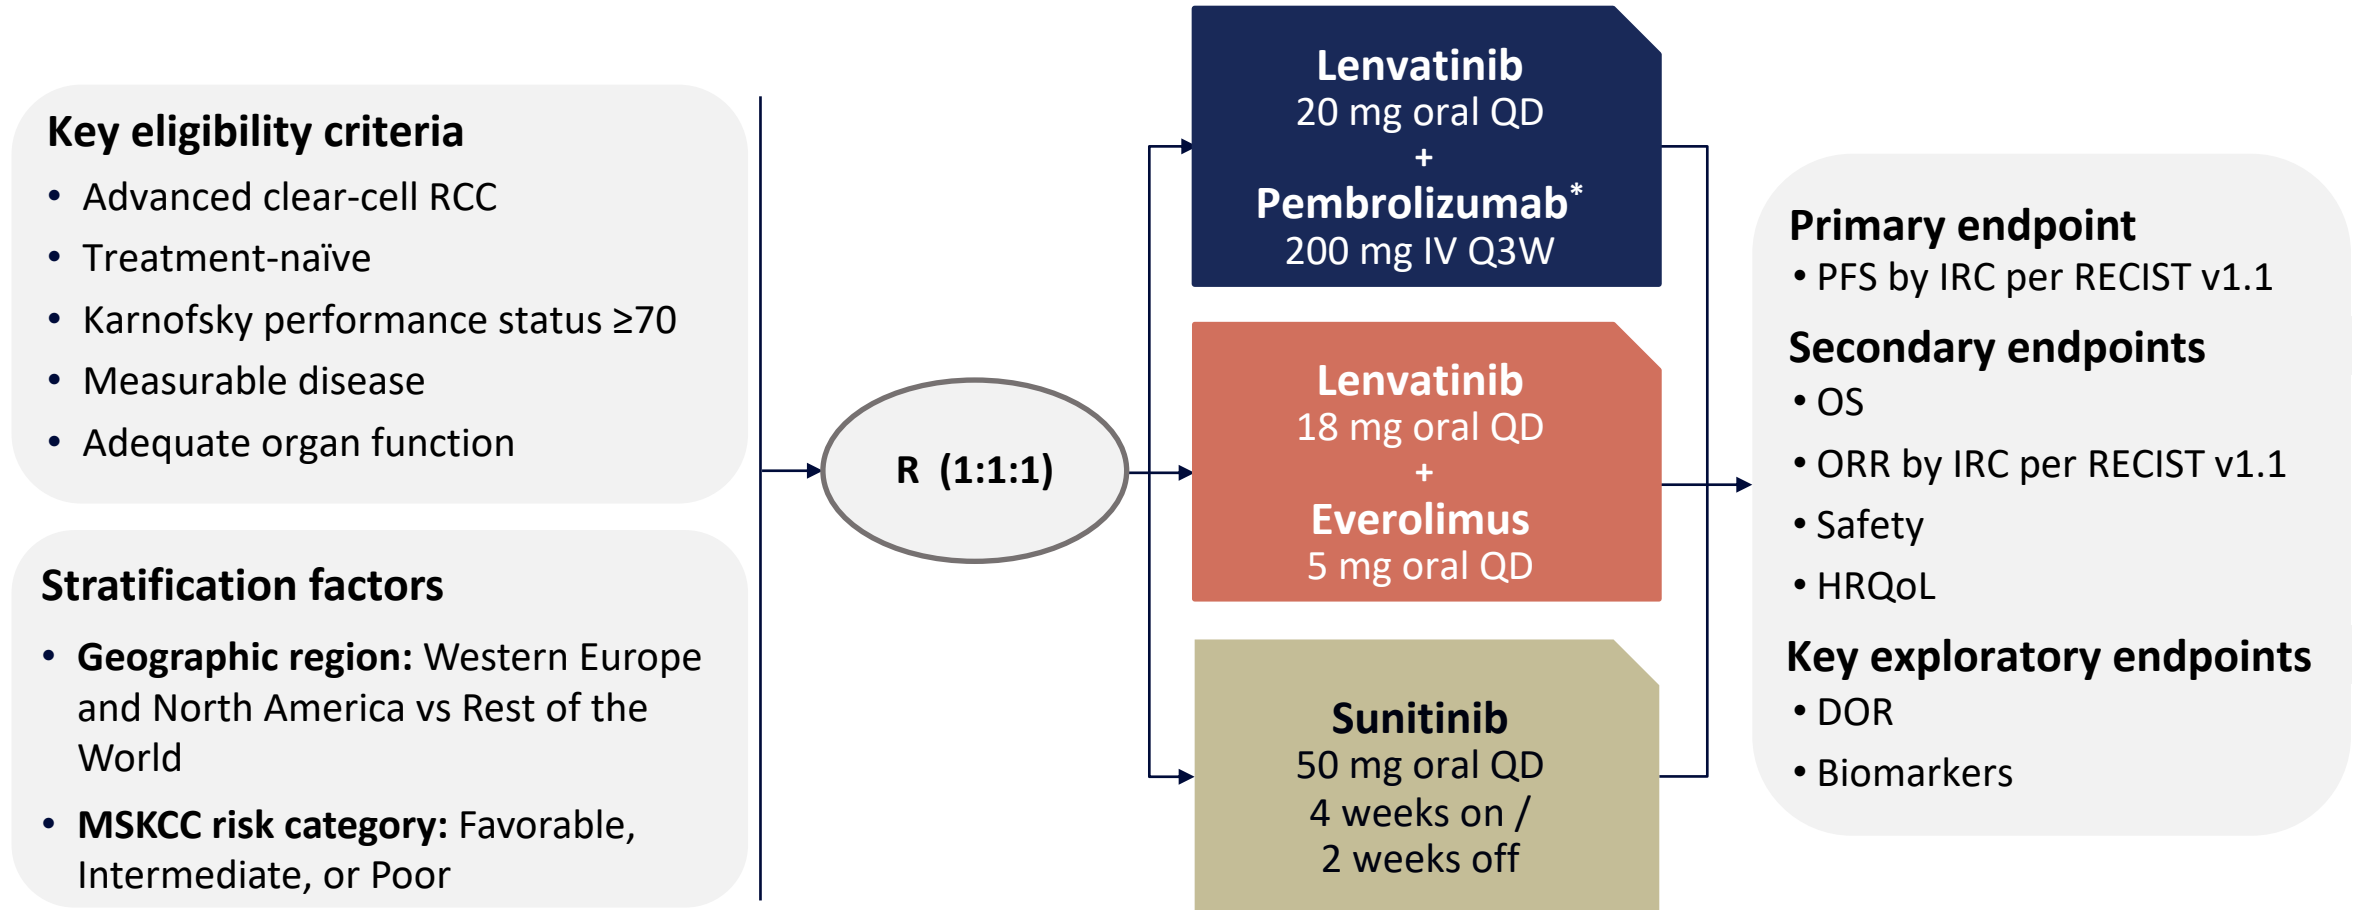 Key eligibility criteria
• Advanced clear-cell RCC
• Treatment-naïve
• Karnofsky performance status ≥70
• Measurable disease
• Adequate organ function
Stratification factors
• Geographic region: Western Europe
and North America vs Rest of the
World
• MSKCC risk category: Favorable,
Intermediate, or Poor
R (1:1:1)
Lenvatinib
20 mg oral QD
+
Pembrolizumab*
200 mg IV Q3W
Lenvatinib
18 mg oral QD
+
Everolimus
5 mg oral QD
Sunitinib
50 mg oral QD
4 weeks on /
2 weeks off
Primary endpoint
• PFS by IRC per RECIST v1.1
Secondary endpoints
• OS
• ORR by IRC per RECIST v1.1
• Safety
• HRQoL
Key exploratory endpoints
• DOR
• Biomarkers